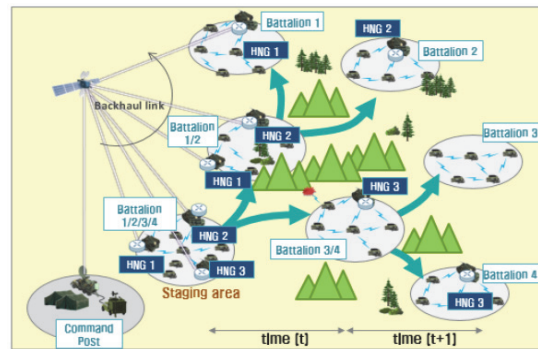 Battalion 1
HNG 1
HNG 2
Battalion 2
Backhaul link
Battalion
1/2
HNG 2
HNG 1
Battalion 3
HNG 3
Battalion
1/2/3/4
HNG 2
HNG 1
HNG 3
Staging area
Battalion 3/4
Battalion 4
HNG 3
Command
Post
time [t]
time [t+1]